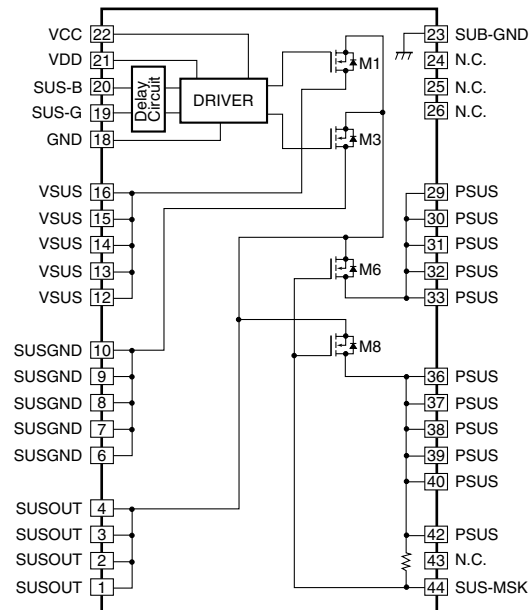 VCC 22
VDD 21
SUS-B 20
SUS-G 19
GND 18
Delay
Circuit
DRIVER
M1
M3
M6
M8
VSUS 16
VSUS 15
VSUS 14
VSUS 13
VSUS 12
SUSGND 10
SUSGND 9
SUSGND 8
SUSGND 7
SUSGND 6
SUSOUT 4
SUSOUT 3
SUSOUT 2
SUSOUT 1
23 SUB-GND
24 N.C.
25 N.C.
26 N.C.
29 PSUS
30 PSUS
31 PSUS
32 PSUS
33 PSUS
36 PSUS
37 PSUS
38 PSUS
39 PSUS
40 PSUS
42 PSUS
43 N.C.
44 SUS-MSK